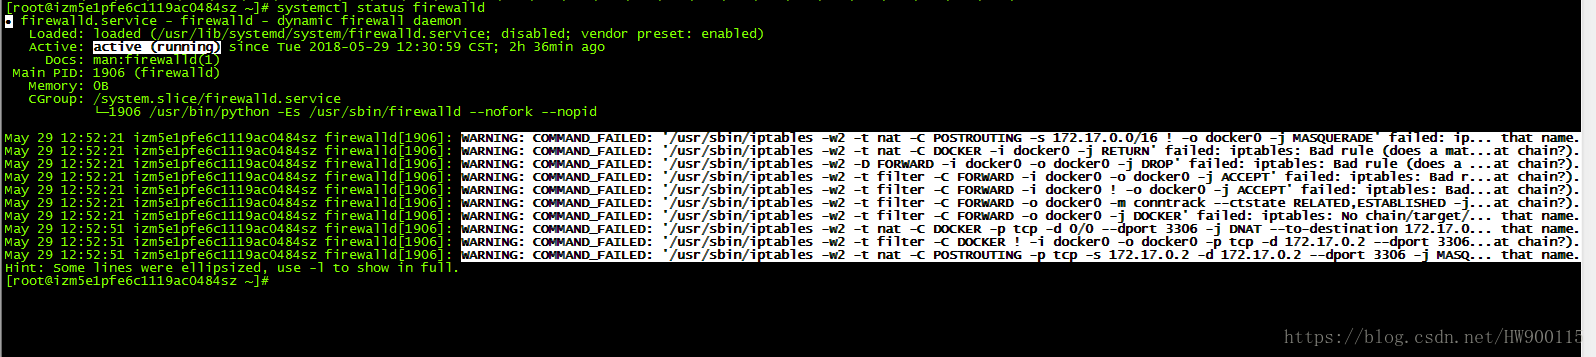 [root@izm5e1pfe6c1119ac0484sz ~]# systemctl status firewalld
● firewalld.service - firewalld - dynamic firewall daemon
Loaded: loaded (/usr/lib/systemd/system/firewalld.service; disabled; vendor preset: enabled)
Active: active (running) since Tue 2018-05-29 12:30:59 CST; 2h 36min ago
Docs: man:firewalld(1)
Main PID: 1906 (firewalld)
Memory: 0B
CGroup: /system.slice/firewalld.service
└─1906 /usr/bin/python -Es /usr/sbin/firewalld --nofork --nopid
May 29 12:52:21 izm5e1pfe6c1119ac0484sz firewalld[1906]: WARNING: COMMAND_FAILED: '/usr/sbin/iptables -w2 -t nat -C POSTROUTING -s 172.17.0.0/16 ! -o docker0 -j MASQUERADE' failed: ip... that name.
May 29 12:52:21 izm5e1pfe6c1119ac0484sz firewalld[1906]: WARNING: COMMAND_FAILED: '/usr/sbin/iptables -w2 -t nat -C DOCKER -i docker0 -j RETURN' failed: iptables: Bad rule (does a mat...at chain?).
May 29 12:52:21 izm5e1pfe6c1119ac0484sz firewalld[1906]: WARNING: COMMAND_FAILED: '/usr/sbin/iptables -w2 -D FORWARD -i docker0 -o docker0 -j DROP' failed: iptables: Bad rule (does a ...at chain?).
May 29 12:52:21 izm5e1pfe6c1119ac0484sz firewalld[1906]: WARNING: COMMAND_FAILED: '/usr/sbin/iptables -w2 -t filter -C FORWARD -i docker0 -o docker0 -j ACCEPT' failed: iptables: Bad r...at chain?).
May 29 12:52:21 izm5e1pfe6c1119ac0484sz firewalld[1906]: WARNING: COMMAND_FAILED: '/usr/sbin/iptables -w2 -t filter -C FORWARD -i docker0 ! -o docker0 -j ACCEPT' failed: iptables: Bad...at chain?).
May 29 12:52:21 izm5e1pfe6c1119ac0484sz firewalld[1906]: WARNING: COMMAND_FAILED: '/usr/sbin/iptables -w2 -t filter -C FORWARD -o docker0 -m conntrack --ctstate RELATED,ESTABLISHED -j...at chain?).
May 29 12:52:21 izm5e1pfe6c1119ac0484sz firewalld[1906]: WARNING: COMMAND_FAILED: '/usr/sbin/iptables -w2 -t filter -C FORWARD -o docker0 -j DOCKER' failed: iptables: No chain/target/... that name.
May 29 12:52:51 izm5e1pfe6c1119ac0484sz firewalld[1906]: WARNING: COMMAND_FAILED: '/usr/sbin/iptables -w2 -t nat -C DOCKER -p tcp -d 0/0 --dport 3306 -j DNAT --to-destination 172.17.0... that name.
May 29 12:52:51 izm5e1pfe6c1119ac0484sz firewalld[1906]: WARNING: COMMAND_FAILED: '/usr/sbin/iptables -w2 -t filter -C DOCKER ! -i docker0 -o docker0 -p tcp -d 172.17.0.2 --dport 3306...at chain?).
May 29 12:52:51 izm5e1pfe6c1119ac0484sz firewalld[1906]: WARNING: COMMAND_FAILED: '/usr/sbin/iptables -w2 -t nat -C POSTROUTING -p tcp -s 172.17.0.2 -d 172.17.0.2 --dport 3306 -j MASQ... that name.
Hint: Some lines were ellipsized, use -l to show in full.
[root@izm5e1pfe6c1119ac0484sz ~]#
https://blog.csdn.net/HW900115